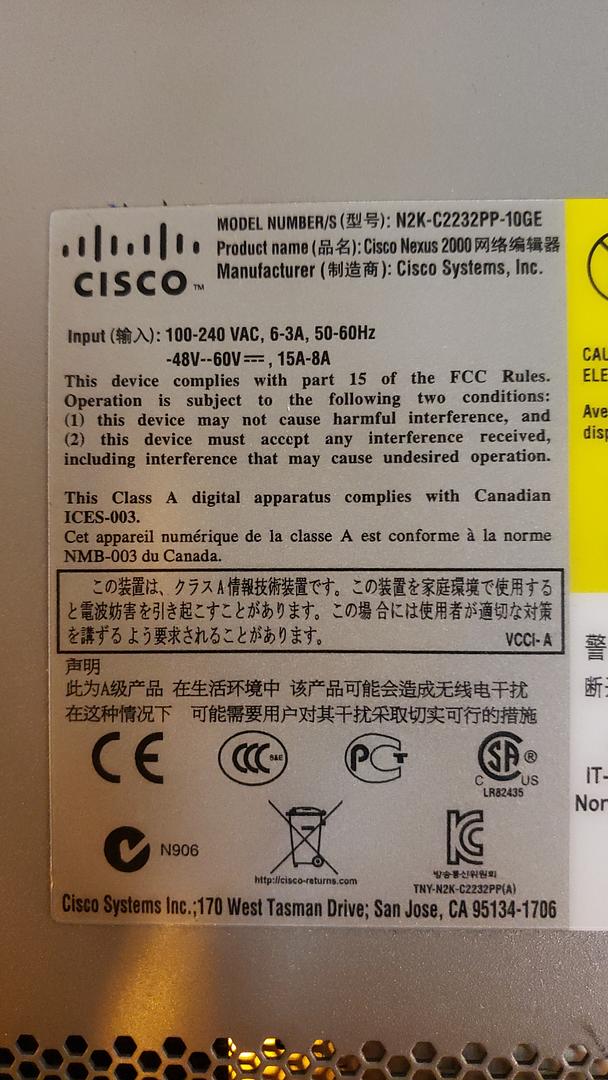 CISCO™
MODEL NUMBER/S (型号): N2K-C2232PP-10GE
Product name (品名): Cisco Nexus 2000 网络编辑器
Manufacturer (制造商): Cisco Systems, Inc.
Input (输入): 100-240 VAC, 6-3A, 50-60Hz
-48V--60V⎓, 15A-8A
This device complies with part 15 of the FCC Rules.
Operation is subject to the following two conditions:
(1) this device may not cause harmful interference, and
(2) this device must accept any interference received,
including interference that may cause undesired operation.
This Class A digital apparatus complies with Canadian
ICES-003.
Cet appareil numérique de la classe A est conforme à la norme
NMB-003 du Canada.
この装置は、クラスA情報技術装置です。この装置を家庭環境で使用する
と電波妨害を引き起こすことがあります。この場合には使用者が適切な対策
を講ずるよう要求されることがあります。 VCCI-A
声明
此为A级产品 在生活环境中 该产品可能会造成无线电干扰
在这种情况下 可能需要用户对其干扰采取切实可行的措施
CE
CCC S&E
PCT
C SA ® US
LR82435
N906
http://cisco-returns.com
KC
방송통신위원회
TNY-N2K-C2232PP(A)
Cisco Systems Inc.;170 West Tasman Drive; San Jose, CA 95134-1706
CAU
ELE
Ave
disp
警
断
IT-
Nor